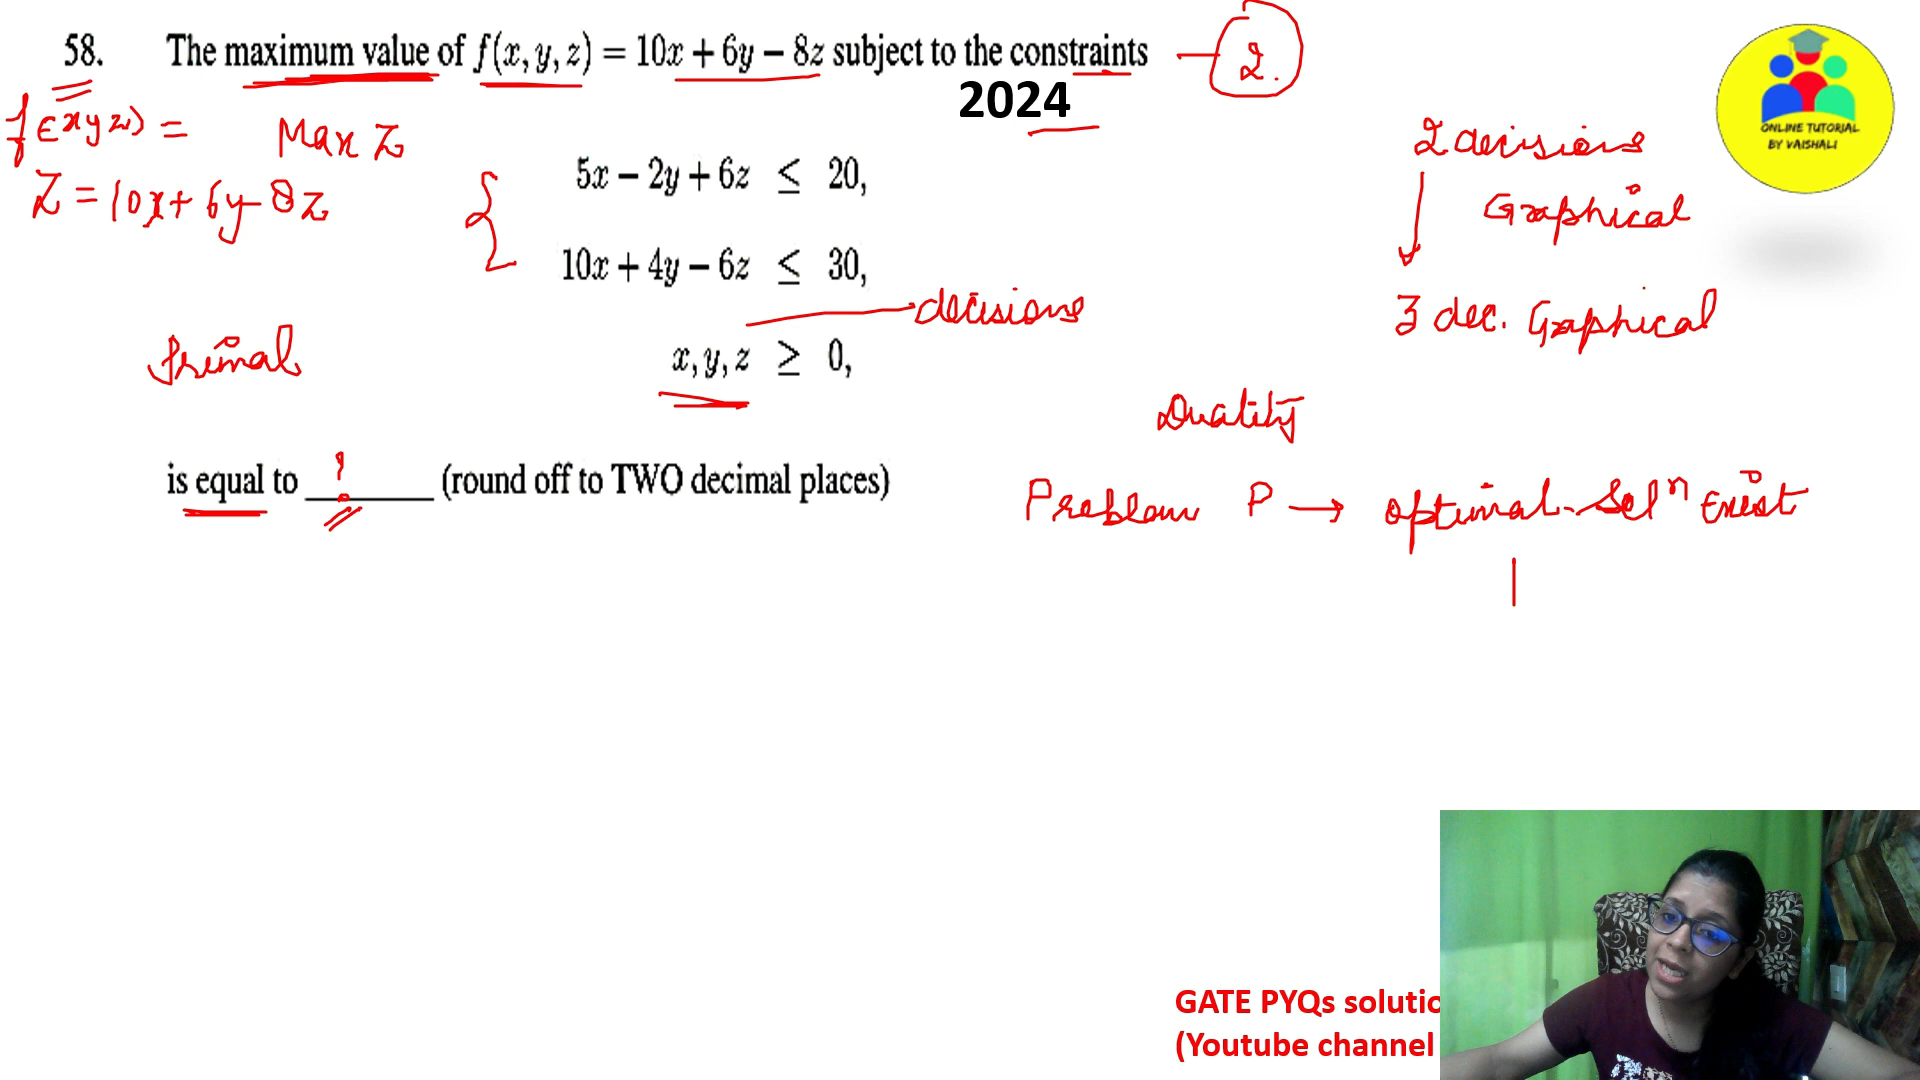 58. The maximum value of f(x, y, z) = 10x + 6y − 8z subject to the constraints — 2.
2024
f(xyz) = Max Z
Z = 10x + 6y - 8z
5x − 2y + 6z ≤ 20,
10x + 4y − 6z ≤ 30,
decisions
x, y, z ≥ 0,
Primal
is equal to ______ (round off to TWO decimal places)
?
2 decisions
Graphical
3 dec. Graphical
Duality
Problem P → optimal Solⁿ Exist
ONLINE TUTORIAL
BY VAISHALI
GATE PYQs solutio
(Youtube channel